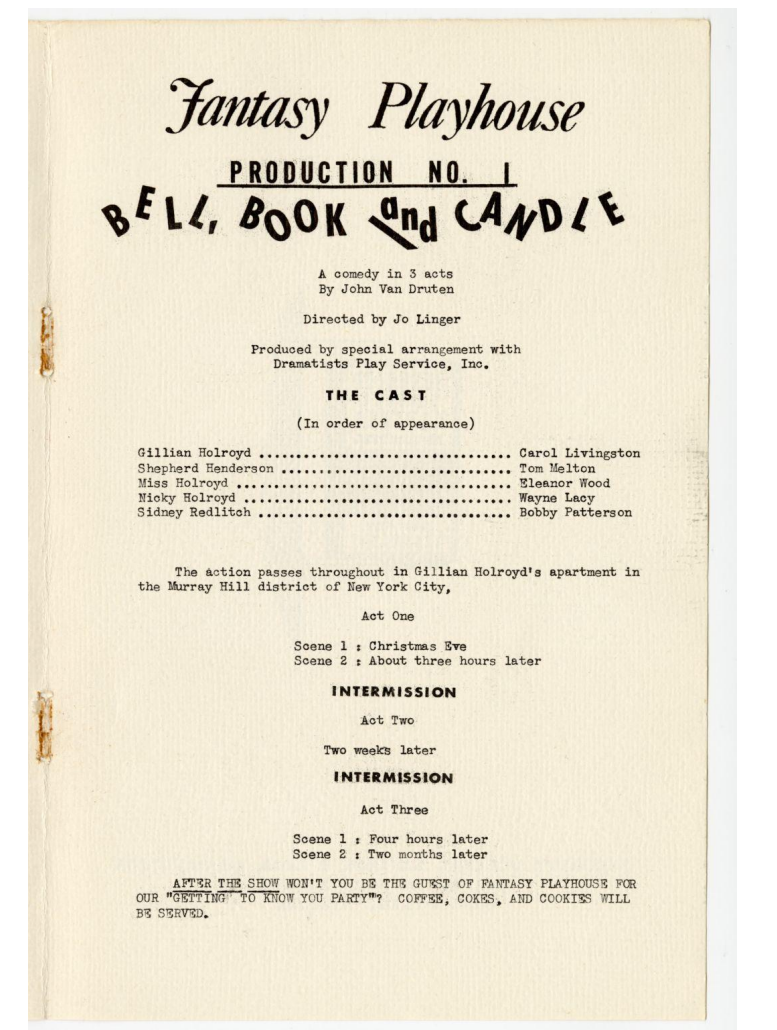 Fantasy Playhouse
PRODUCTION NO. 1
BELL, BOOK and CANDLE
A comedy in 3 acts
By John Van Druten
Directed by Jo Linger
Produced by special arrangement with
Dramatists Play Service, Inc.
THE CAST
(In order of appearance)
Gillian Holroyd .................................. Carol Livingston
Shepherd Henderson ............................... Tom Melton
Miss Holroyd ..................................... Eleanor Wood
Nicky Holroyd .................................... Wayne Lacy
Sidney Redlitch .................................. Bobby Patterson
The action passes throughout in Gillian Holroyd's apartment in
the Murray Hill district of New York City,
Act One
Scene 1 : Christmas Eve
Scene 2 : About three hours later
INTERMISSION
Act Two
Two weeks later
INTERMISSION
Act Three
Scene 1 : Four hours later
Scene 2 : Two months later
AFTER THE SHOW WON'T YOU BE THE GUEST OF FANTASY PLAYHOUSE FOR
OUR "GETTING" TO KNOW YOU PARTY"? COFFEE, COKES, AND COOKIES WILL
BE SERVED.